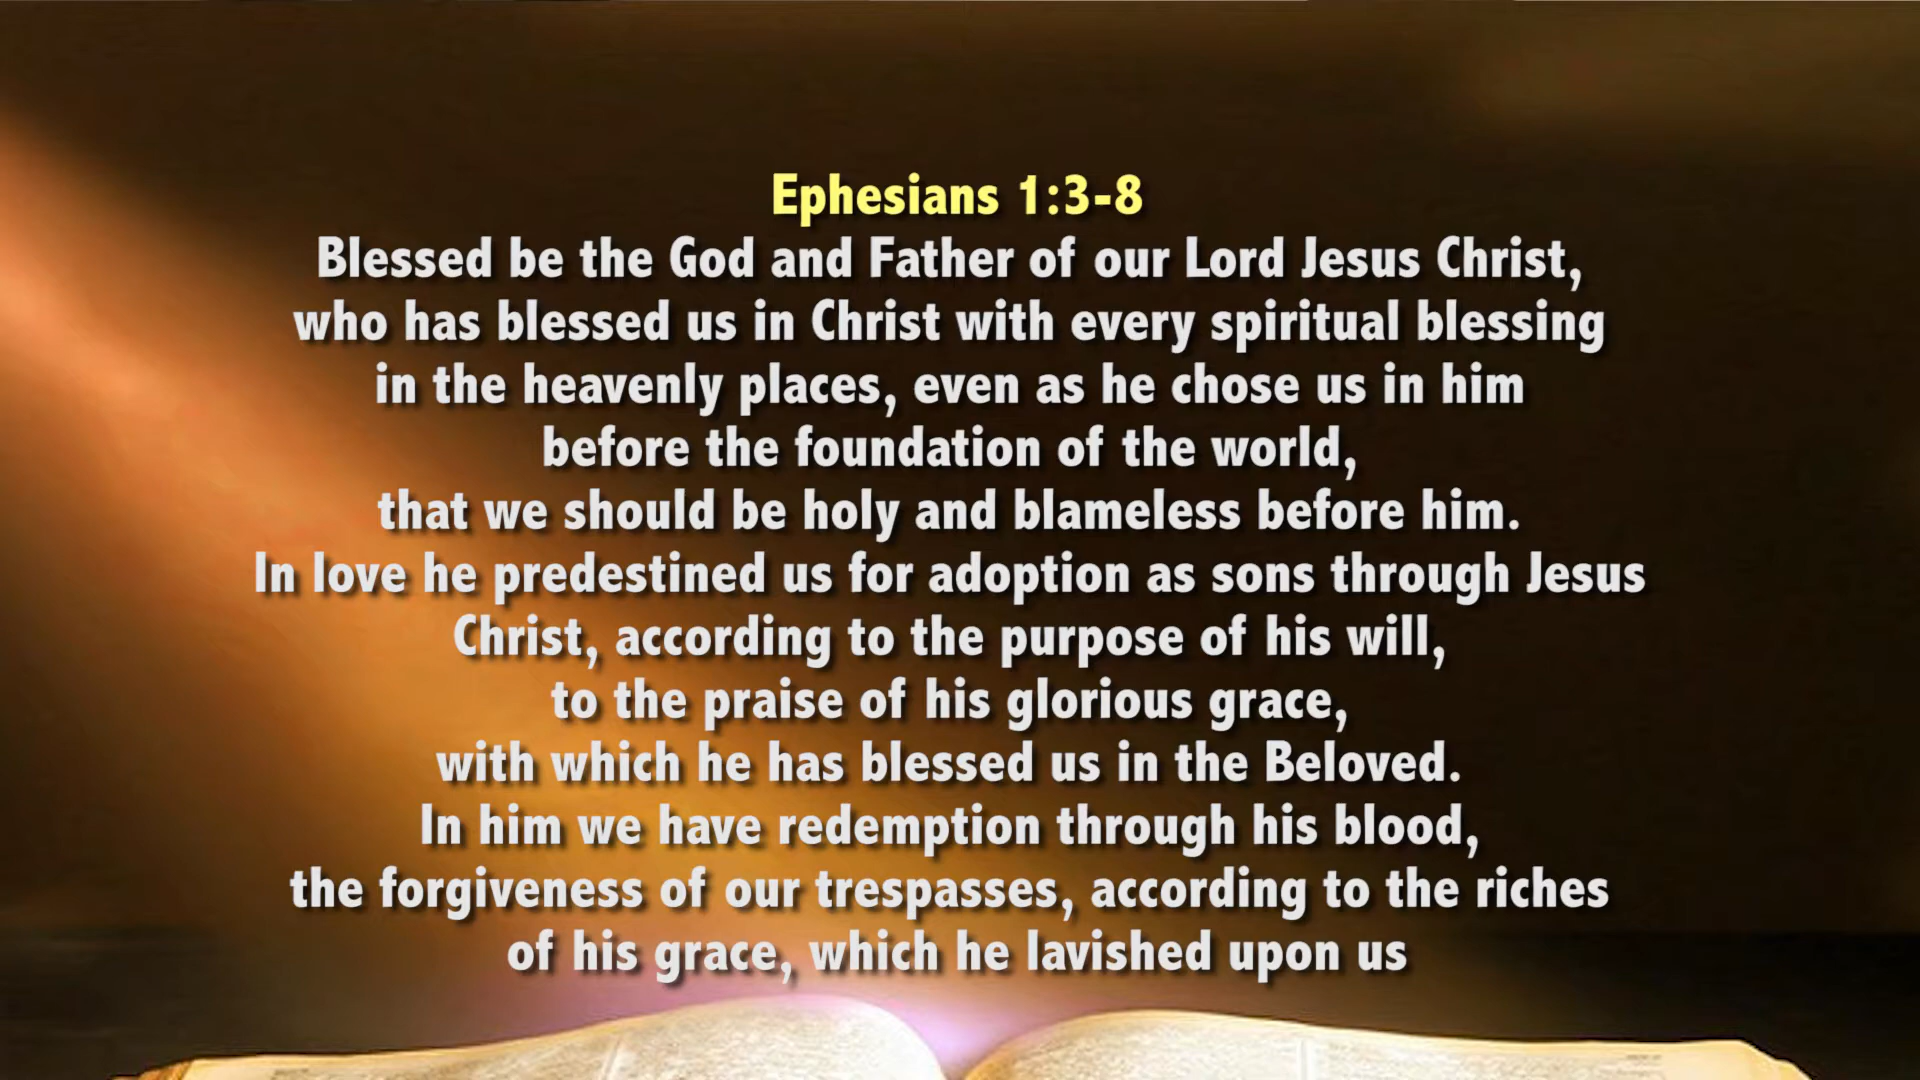 Ephesians 1:3-8
Blessed be the God and Father of our Lord Jesus Christ,
who has blessed us in Christ with every spiritual blessing
in the heavenly places, even as he chose us in him
before the foundation of the world,
that we should be holy and blameless before him.
In love he predestined us for adoption as sons through Jesus
Christ, according to the purpose of his will,
to the praise of his glorious grace,
with which he has blessed us in the Beloved.
In him we have redemption through his blood,
the forgiveness of our trespasses, according to the riches
of his grace, which he lavished upon us